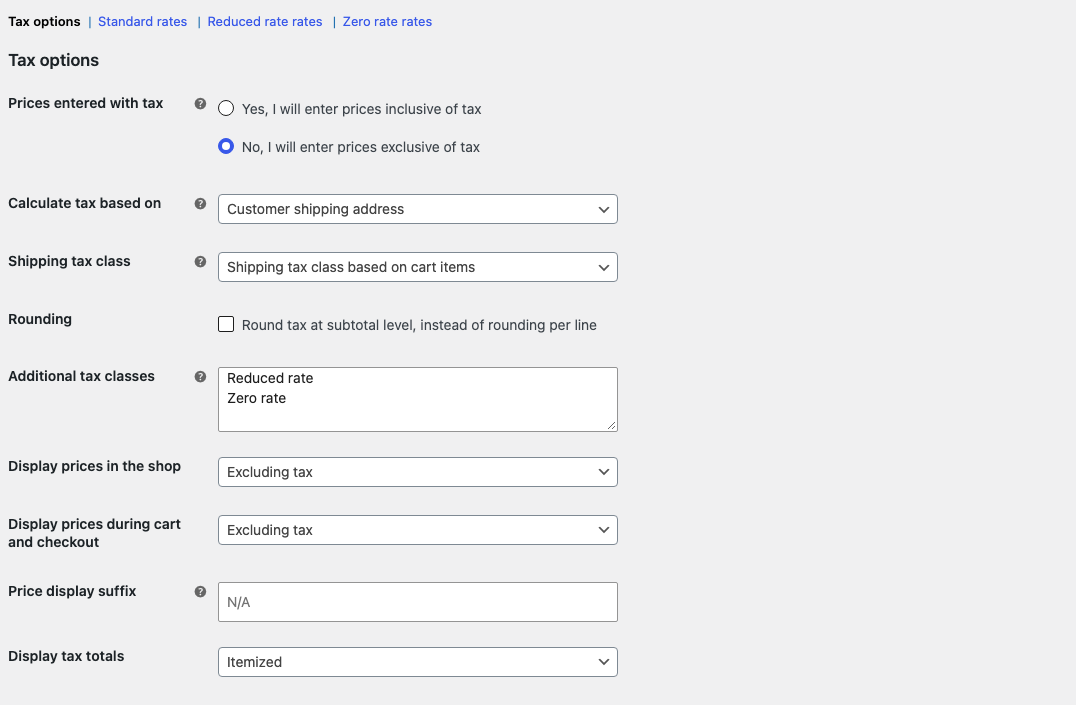 Tax options | Standard rates | Reduced rate rates | Zero rate rates
Tax options
Prices entered with tax
Yes, I will enter prices inclusive of tax
No, I will enter prices exclusive of tax
Calculate tax based on
Customer shipping address
Shipping tax class
Shipping tax class based on cart items
Rounding
Round tax at subtotal level, instead of rounding per line
Additional tax classes
Reduced rate
Zero rate
Display prices in the shop
Excluding tax
Display prices during cart
and checkout
Excluding tax
Price display suffix
N/A
Display tax totals
Itemized